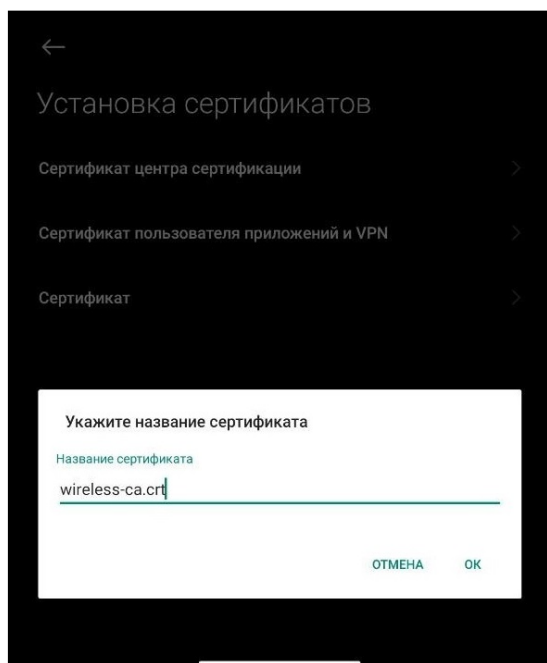 Установка сертификатов
Сертификат центра сертификации
Сертификат пользователя приложений и VPN
Сертификат
Укажите название сертификата
Название сертификата
wireless-ca.crt
ОТМЕНА ОК